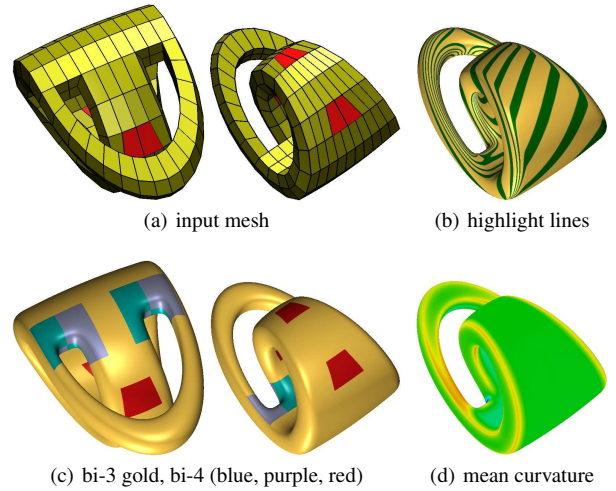 (a) input mesh
(b) highlight lines
(c) bi-3 gold, bi-4 (blue, purple, red)
(d) mean curvature